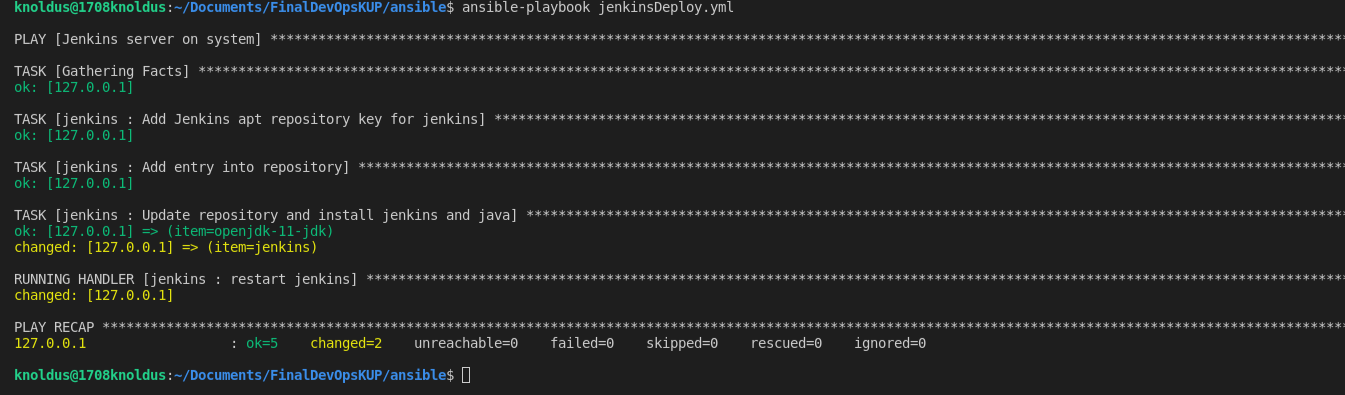 knoldus@1708knoldus:~/Documents/FinalDevOpsKUP/ansible$ ansible-playbook jenkinsDeploy.yml
PLAY [Jenkins server on system] ****************************************************************************************************************************************
TASK [Gathering Facts] *************************************************************************************************************************************************
ok: [127.0.0.1]
TASK [jenkins : Add Jenkins apt repository key for jenkins] ************************************************************************************************************
ok: [127.0.0.1]
TASK [jenkins : Add entry into repository] *****************************************************************************************************************************
ok: [127.0.0.1]
TASK [jenkins : Update repository and install jenkins and java] ********************************************************************************************************
ok: [127.0.0.1] => (item=openjdk-11-jdk)
changed: [127.0.0.1] => (item=jenkins)
RUNNING HANDLER [jenkins : restart jenkins] ****************************************************************************************************************************
changed: [127.0.0.1]
PLAY RECAP *************************************************************************************************************************************************************
127.0.0.1                  : ok=5    changed=2    unreachable=0    failed=0    skipped=0    rescued=0    ignored=0
knoldus@1708knoldus:~/Documents/FinalDevOpsKUP/ansible$